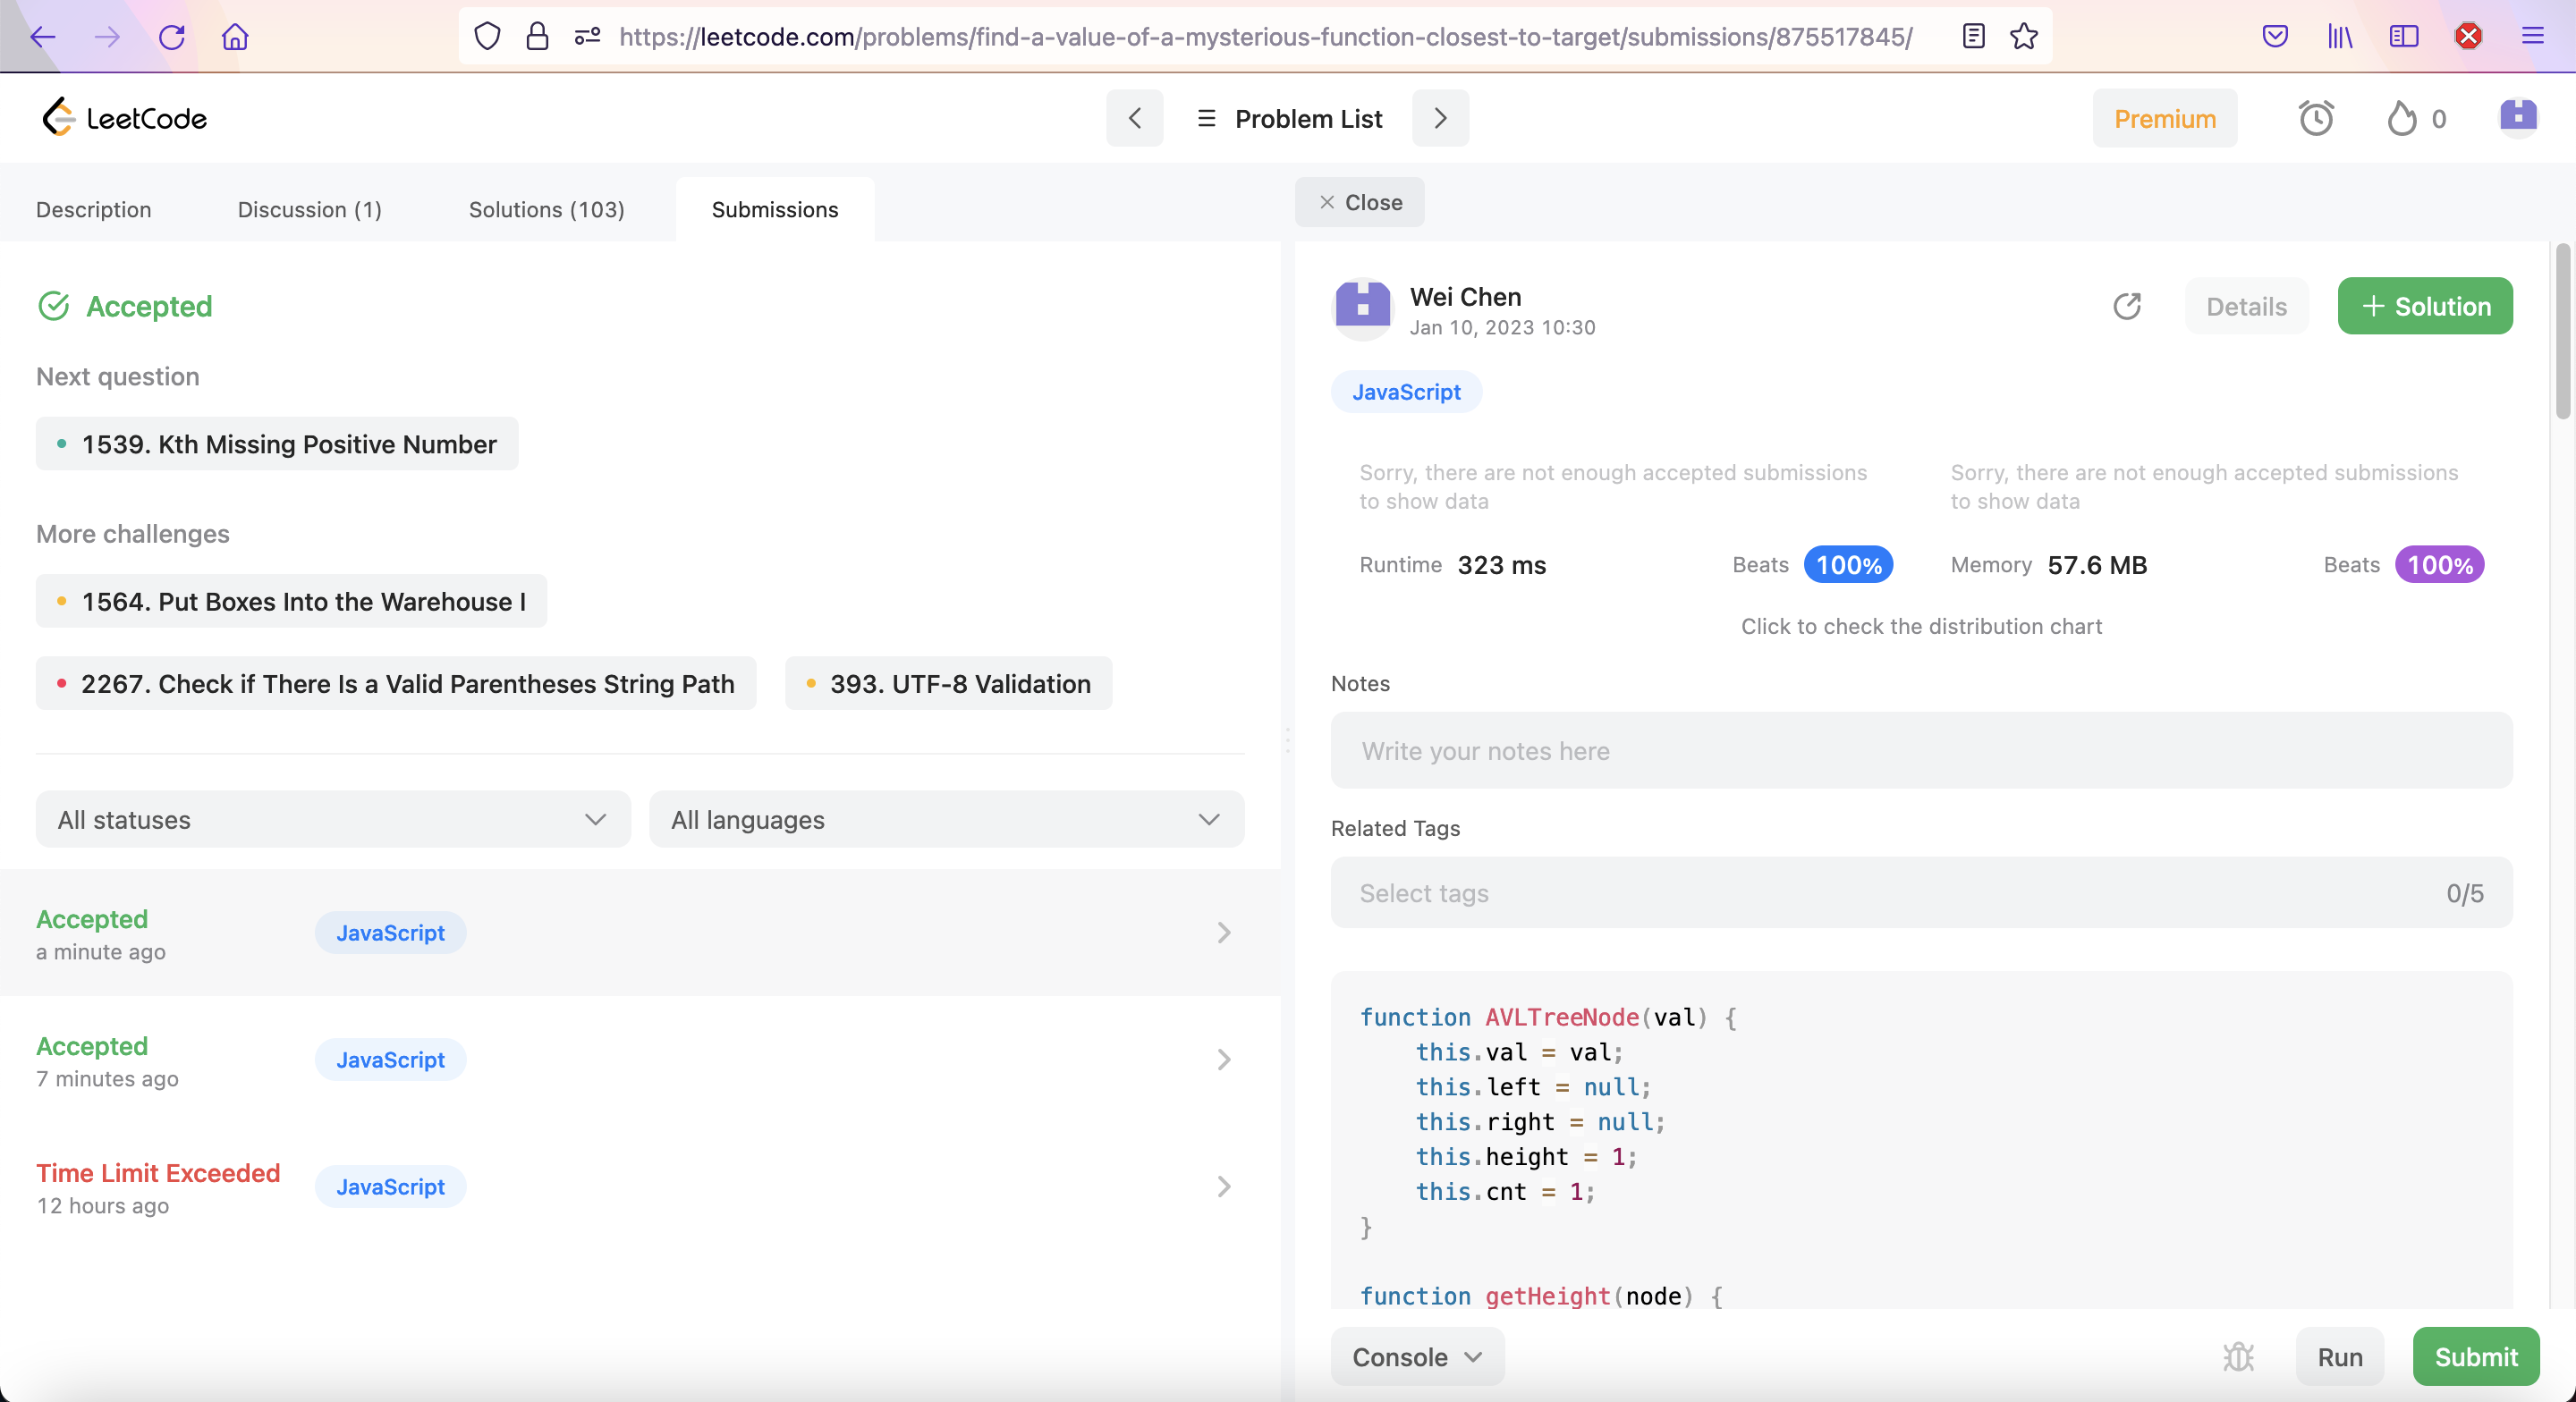 https://leetcode.com/problems/find-a-value-of-a-mysterious-function-closest-to-target/submissions/875517845/
LeetCode
Problem List
Premium
0
Description
Discussion (1)
Solutions (103)
Submissions
Close
Accepted
Next question
1539. Kth Missing Positive Number
More challenges
1564. Put Boxes Into the Warehouse I
2267. Check if There Is a Valid Parentheses String Path
393. UTF-8 Validation
All statuses
All languages
Accepted
a minute ago
JavaScript
Accepted
7 minutes ago
JavaScript
Time Limit Exceeded
12 hours ago
JavaScript
Wei Chen
Jan 10, 2023 10:30
Details
+ Solution
JavaScript
Sorry, there are not enough accepted submissions
to show data
Sorry, there are not enough accepted submissions
to show data
Runtime 323 ms
Beats 100%
Memory 57.6 MB
Beats 100%
Click to check the distribution chart
Notes
Write your notes here
Related Tags
Select tags
0/5
function AVLTreeNode(val) {
    this.val = val;
    this.left = null;
    this.right = null;
    this.height = 1;
    this.cnt = 1;
}
function getHeight(node) {
Console
Run
Submit